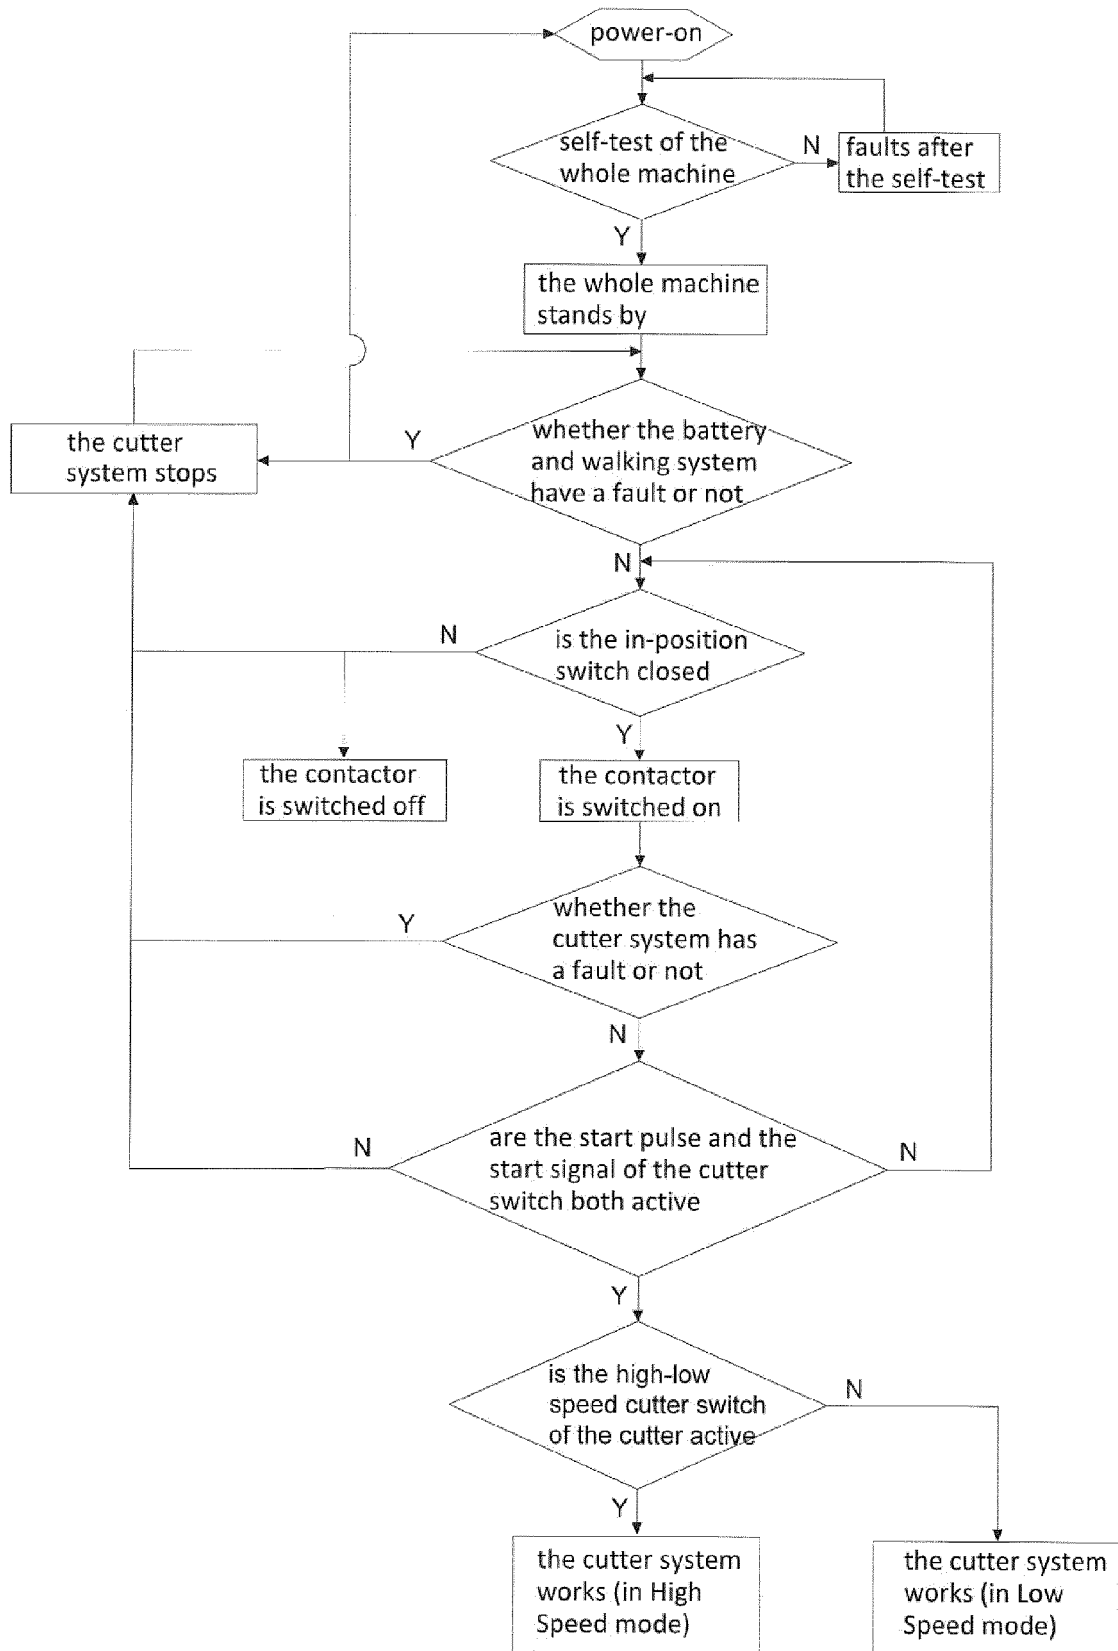 power-on
self-test of the
whole machine
N
faults after
the self-test
Y
the whole machine
stands by
the cutter
system stops
Y
whether the battery
and walking system
have a fault or not
N
N
is the in-position
switch closed
Y
the contactor
is switched off
the contactor
is switched on
Y
whether the
cutter system has
a fault or not
N
N
are the start pulse and the
start signal of the cutter
switch both active
N
Y
is the high-low
speed cutter switch
of the cutter active
N
Y
the cutter system
works (in High
Speed mode)
the cutter system
works (in Low
Speed mode)